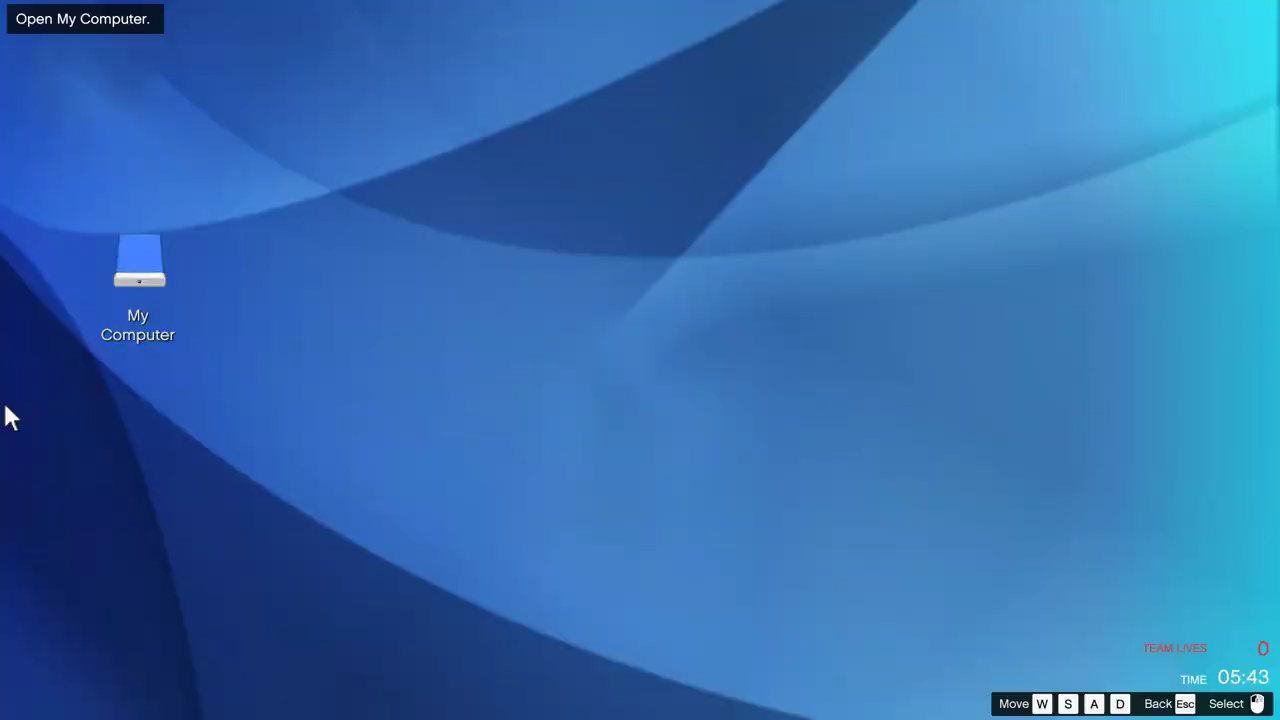 Open My Computer.
My
Computer
TEAM LIVES 0
TIME 05:43
Move W S A D Back Esc Select